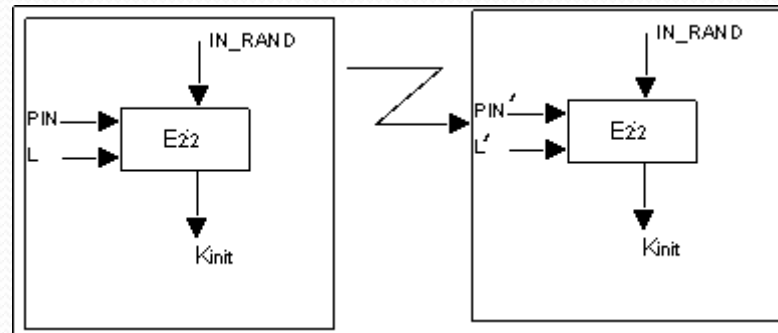 IN_RAND
PIN
L
E22
Kinit
IN_RAND
PIN'
L'
E22
Kinit